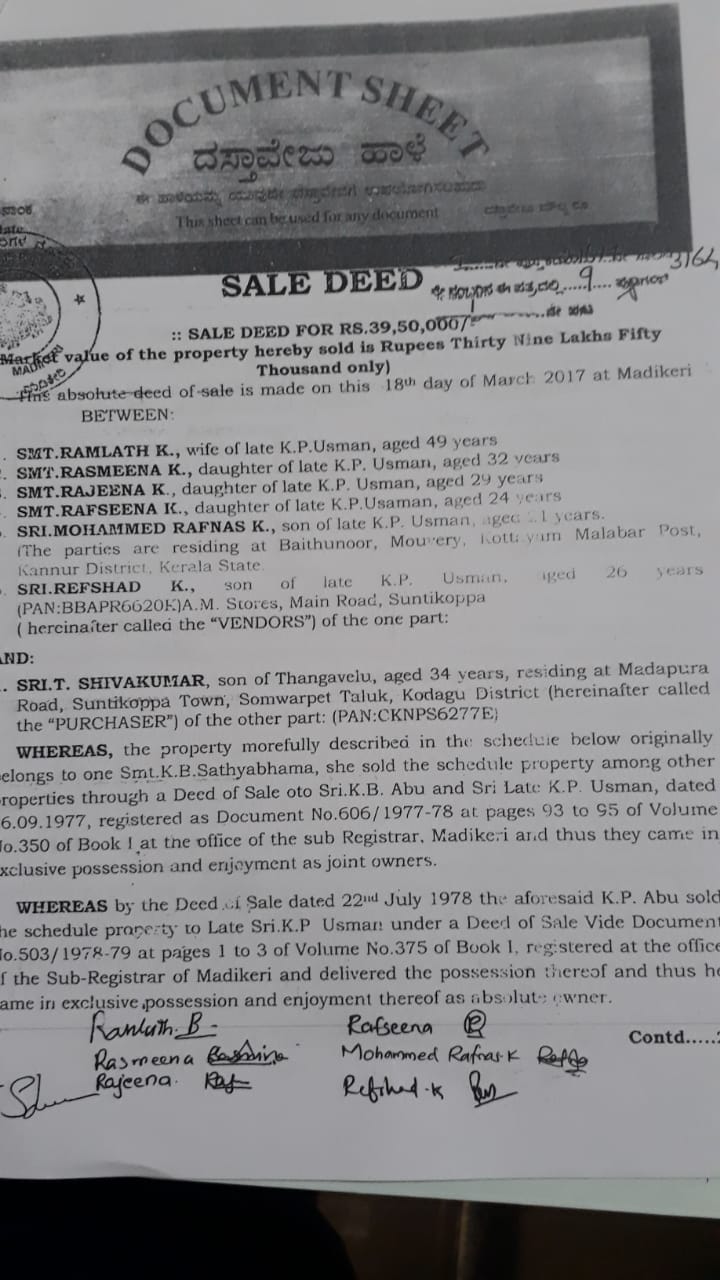 DOCUMENT SHEET
ದಸ್ತಾವೇಜು ಹಾಳೆ
This sheet can be used for any document
SALE DEED
3164
9
:: SALE DEED FOR RS.39,50,000/-
Market value of the property hereby sold is Rupees Thirty Nine Lakhs Fifty
Thousand only)
This absolute deed of sale is made on this 18th day of March 2017 at Madikeri
BETWEEN:
SMT.RAMLATH K., wife of late K.P.Usman, aged 49 years
SMT.RASMEENA K., daughter of late K.P. Usman, aged 32 years
SMT.RAJEENA K., daughter of late K.P. Usman, aged 29 years
SMT.RAFSEENA K., daughter of late K.P.Usaman, aged 24 years
SRI.MOHAMMED RAFNAS K., son of late K.P. Usman, aged years.
(The parties are residing at Baithunoor, Mouvery, Malabar Post,
Kannur District, Kerala State.
SRI.REFSHAD K., son of late K.P. Usman, aged 26 years
(PAN:BBAPR6620K)A.M. Stores, Main Road, Suntikoppa
( hereinafter called the “VENDORS”) of the one part:
AND:
. SRI.T. SHIVAKUMAR, son of Thangavelu, aged 34 years, residing at Madapura
Road, Suntikoppa Town, Somwarpet Taluk, Kodagu District (hereinafter called
the “PURCHASER”) of the other part: (PAN:CKNPS6277E)
WHEREAS, the property morefully described in the schedule below originally
elongs to one Smt.K.B.Sathyabhama, she sold the schedule property among other
roperties through a Deed of Sale oto Sri.K.B. Abu and Sri Late K.P. Usman, dated
6.09.1977, registered as Document No.606/1977-78 at pages 93 to 95 of Volume
No.350 of Book I at the office of the sub Registrar, Madikeri and thus they came in
xclusive possession and enjoyment as joint owners.
WHEREAS by the Deed of Sale dated 22nd July 1978 the aforesaid K.P. Abu sold
he schedule property to Late Sri.K.P Usman under a Deed of Sale Vide Document
No.503/1978-79 at pages 1 to 3 of Volume No.375 of Book I, registered at the office
f the Sub-Registrar of Madikeri and delivered the possession thereof and thus he
ame in exclusive possession and enjoyment thereof as absolute owner.
Ramlath.B Rafseena
Contd.....
Rasmeena Mohammed Rafnas K
Rajeena. Refshad.K